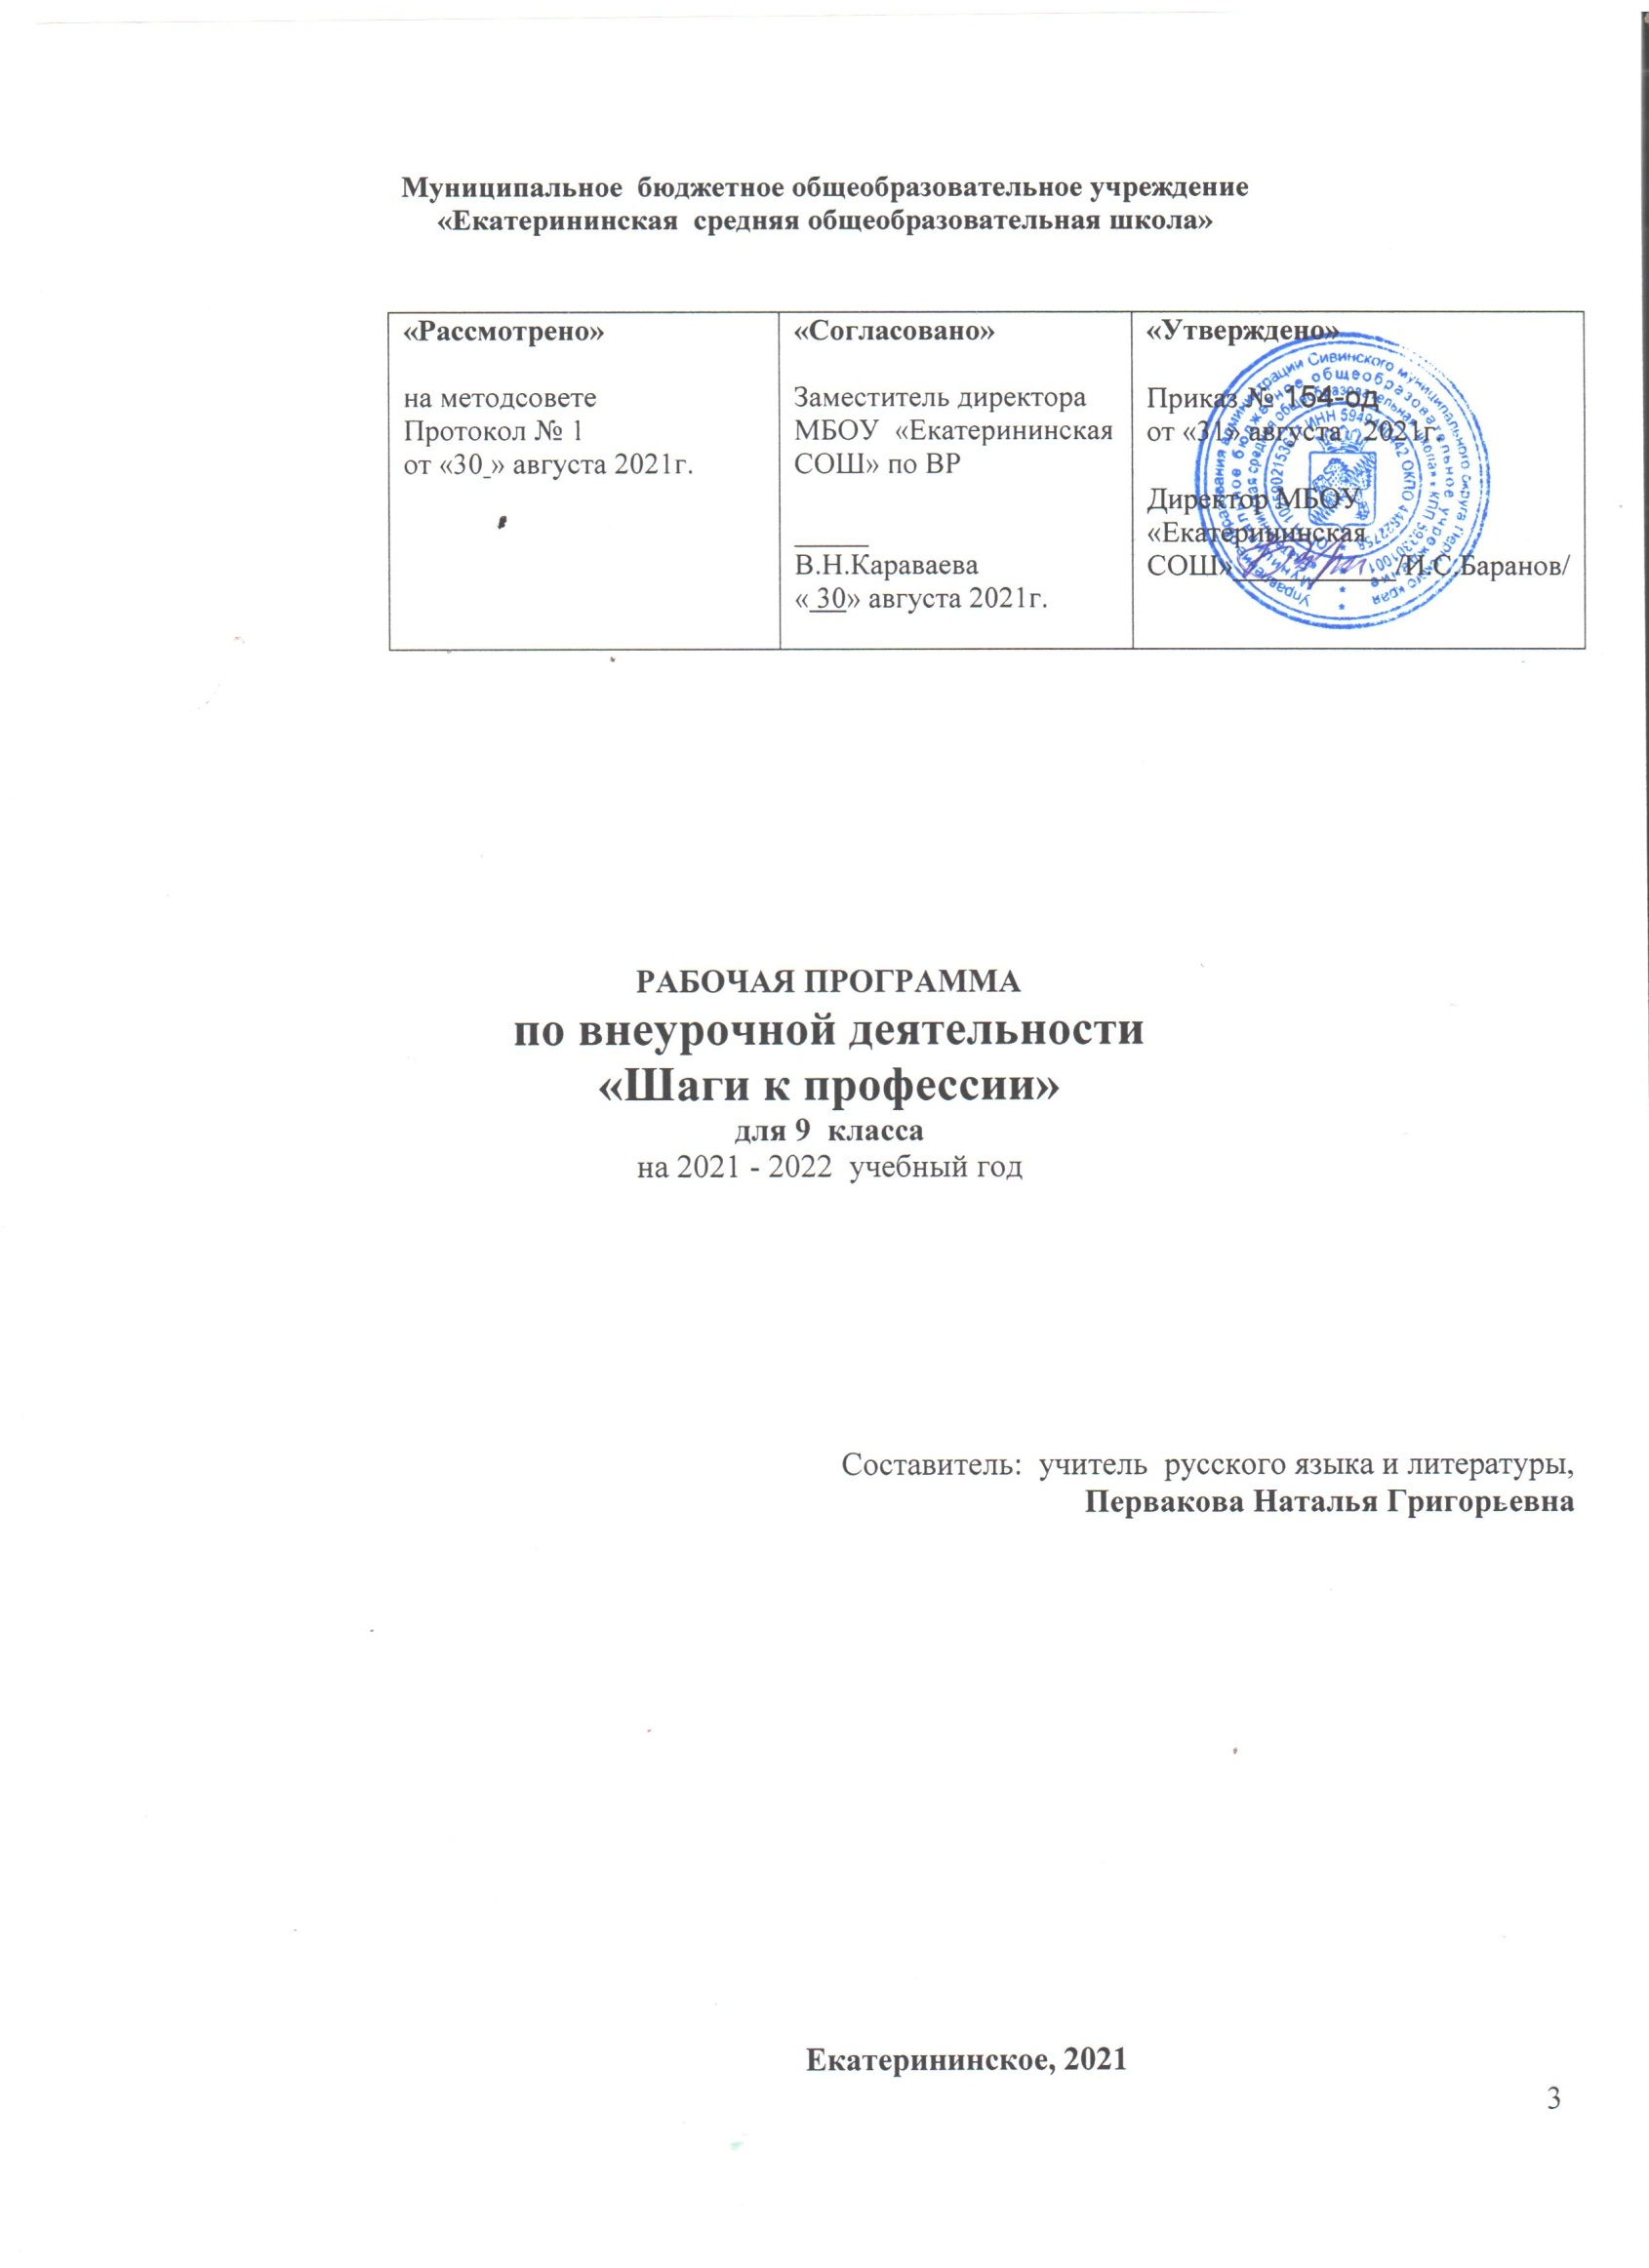 Муниципальное бюджетное общеобразовательное учреждение
«Екатерининская средняя общеобразовательная школа»
«Рассмотрено»
на методсовете
Протокол № 1
от «30_» августа 2021г.
«Согласовано»
Заместитель директора
МБОУ «Екатерининская
СОШ» по ВР
_____
В.Н.Караваева
« 30» августа 2021г.
«Утверждено»
Приказ № 154-од
от «31» августа 2021г.
Директор МБОУ
«Екатерининская
СОШ»___________/И.С.Баранов/
РАБОЧАЯ ПРОГРАММА
по внеурочной деятельности
«Шаги к профессии»
для 9 класса
на 2021 - 2022 учебный год
Составитель: учитель русского языка и литературы,
Первакова Наталья Григорьевна
Екатерининское, 2021
3